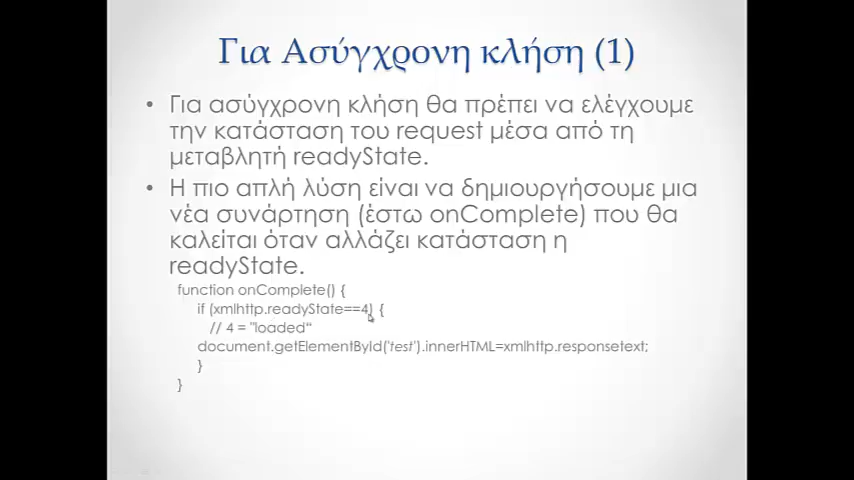 Για Ασύγχρονη κλήση (1)
• Για ασύγχρονη κλήση θα πρέπει να ελέγχουμε
την κατάσταση του request μέσα από τη
μεταβλητή readyState.
• Η πιο απλή λύση είναι να δημιουργήσουμε μια
νέα συνάρτηση (έστω onComplete) που θα
καλείται όταν αλλάζει κατάσταση η
readyState.
function onComplete() {
if (xmlhttp.readyState==4) {
// 4 = "loaded“
document.getElementById('test').innerHTML=xmlhttp.responsetext;
}
}